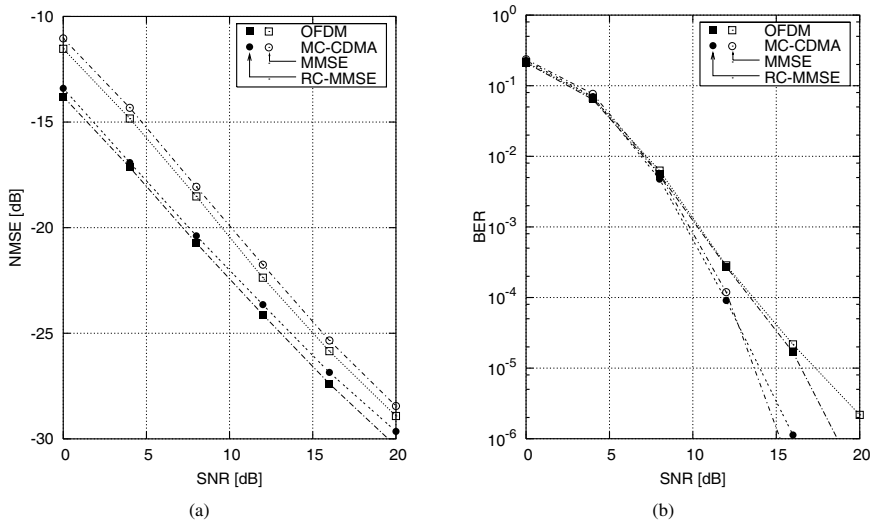 -10
-15
-20
-25
-30
0 5 10 15 20
NMSE [dB]
SNR [dB]
OFDM
MC-CDMA
MMSE
RC-MMSE
(a)
10^0
10^-1
10^-2
10^-3
10^-4
10^-5
10^-6
0 5 10 15 20
BER
SNR [dB]
OFDM
MC-CDMA
MMSE
RC-MMSE
(b)